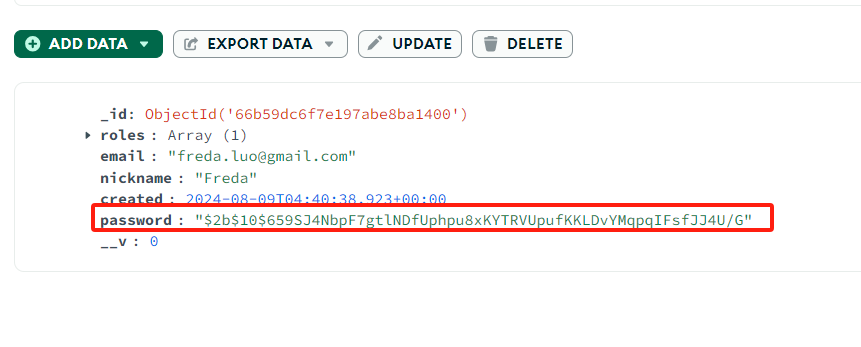 ADD DATA EXPORT DATA UPDATE DELETE
_id: ObjectId('66b59dc6f7e197abe8ba1400')
roles : Array (1)
email : "freda.luo@gmail.com"
nickname : "Freda"
created : 2024-08-09T04:40:38.923+00:00
password : "$2b$10$659SJ4NbpF7gtlNDfUphpu8xKYTRVUpufKKLDvYMqpqIFsfJJ4U/G"
__v : 0